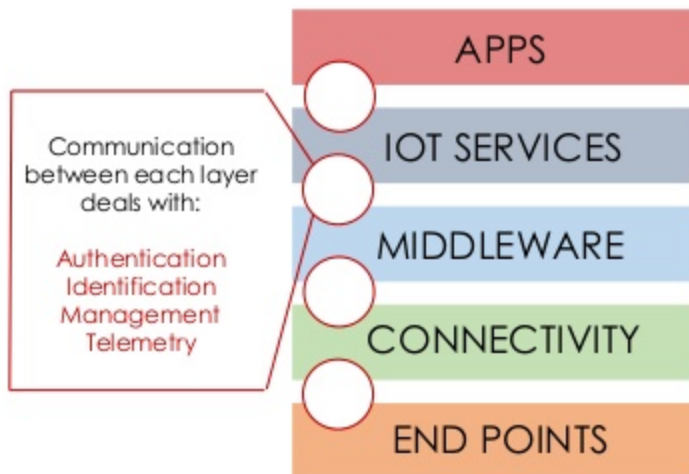 APPS
IOT SERVICES
MIDDLEWARE
CONNECTIVITY
END POINTS
Communication
between each layer
deals with:
Authentication
Identification
Management
Telemetry